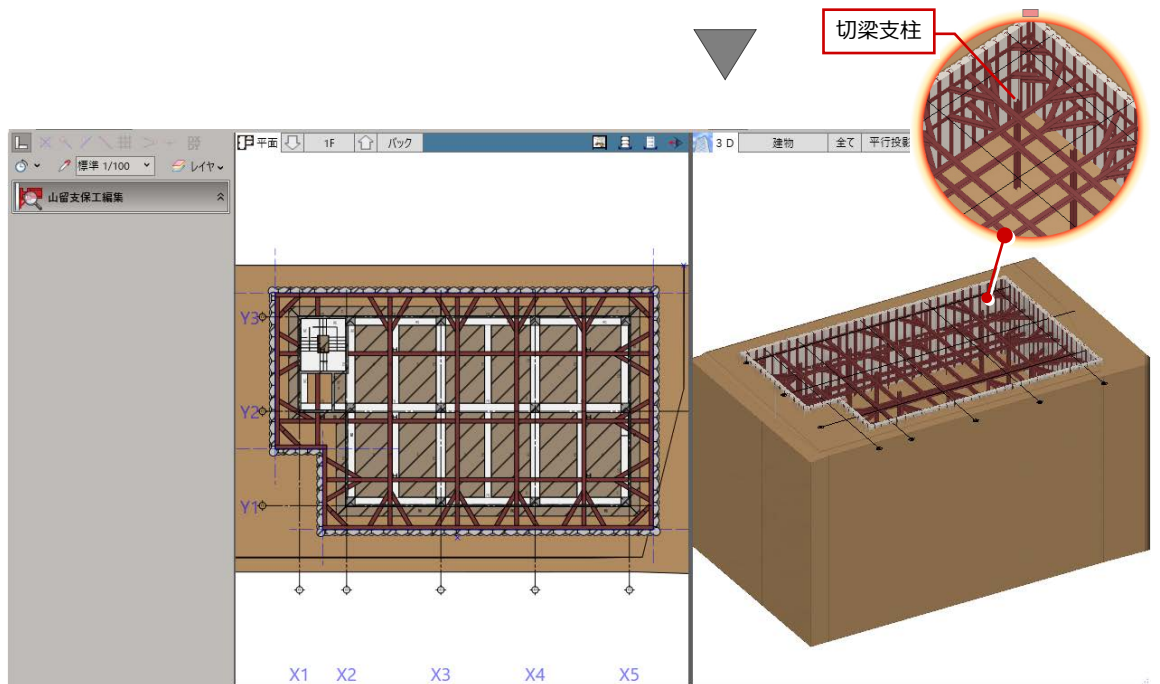 切梁支柱
平面
1F
バック
3 D
建物
全て
平行投影
標準 1/100
レイヤ
山留支保工編集
Y3
Y2
Y1
X1
X2
X3
X4
X5